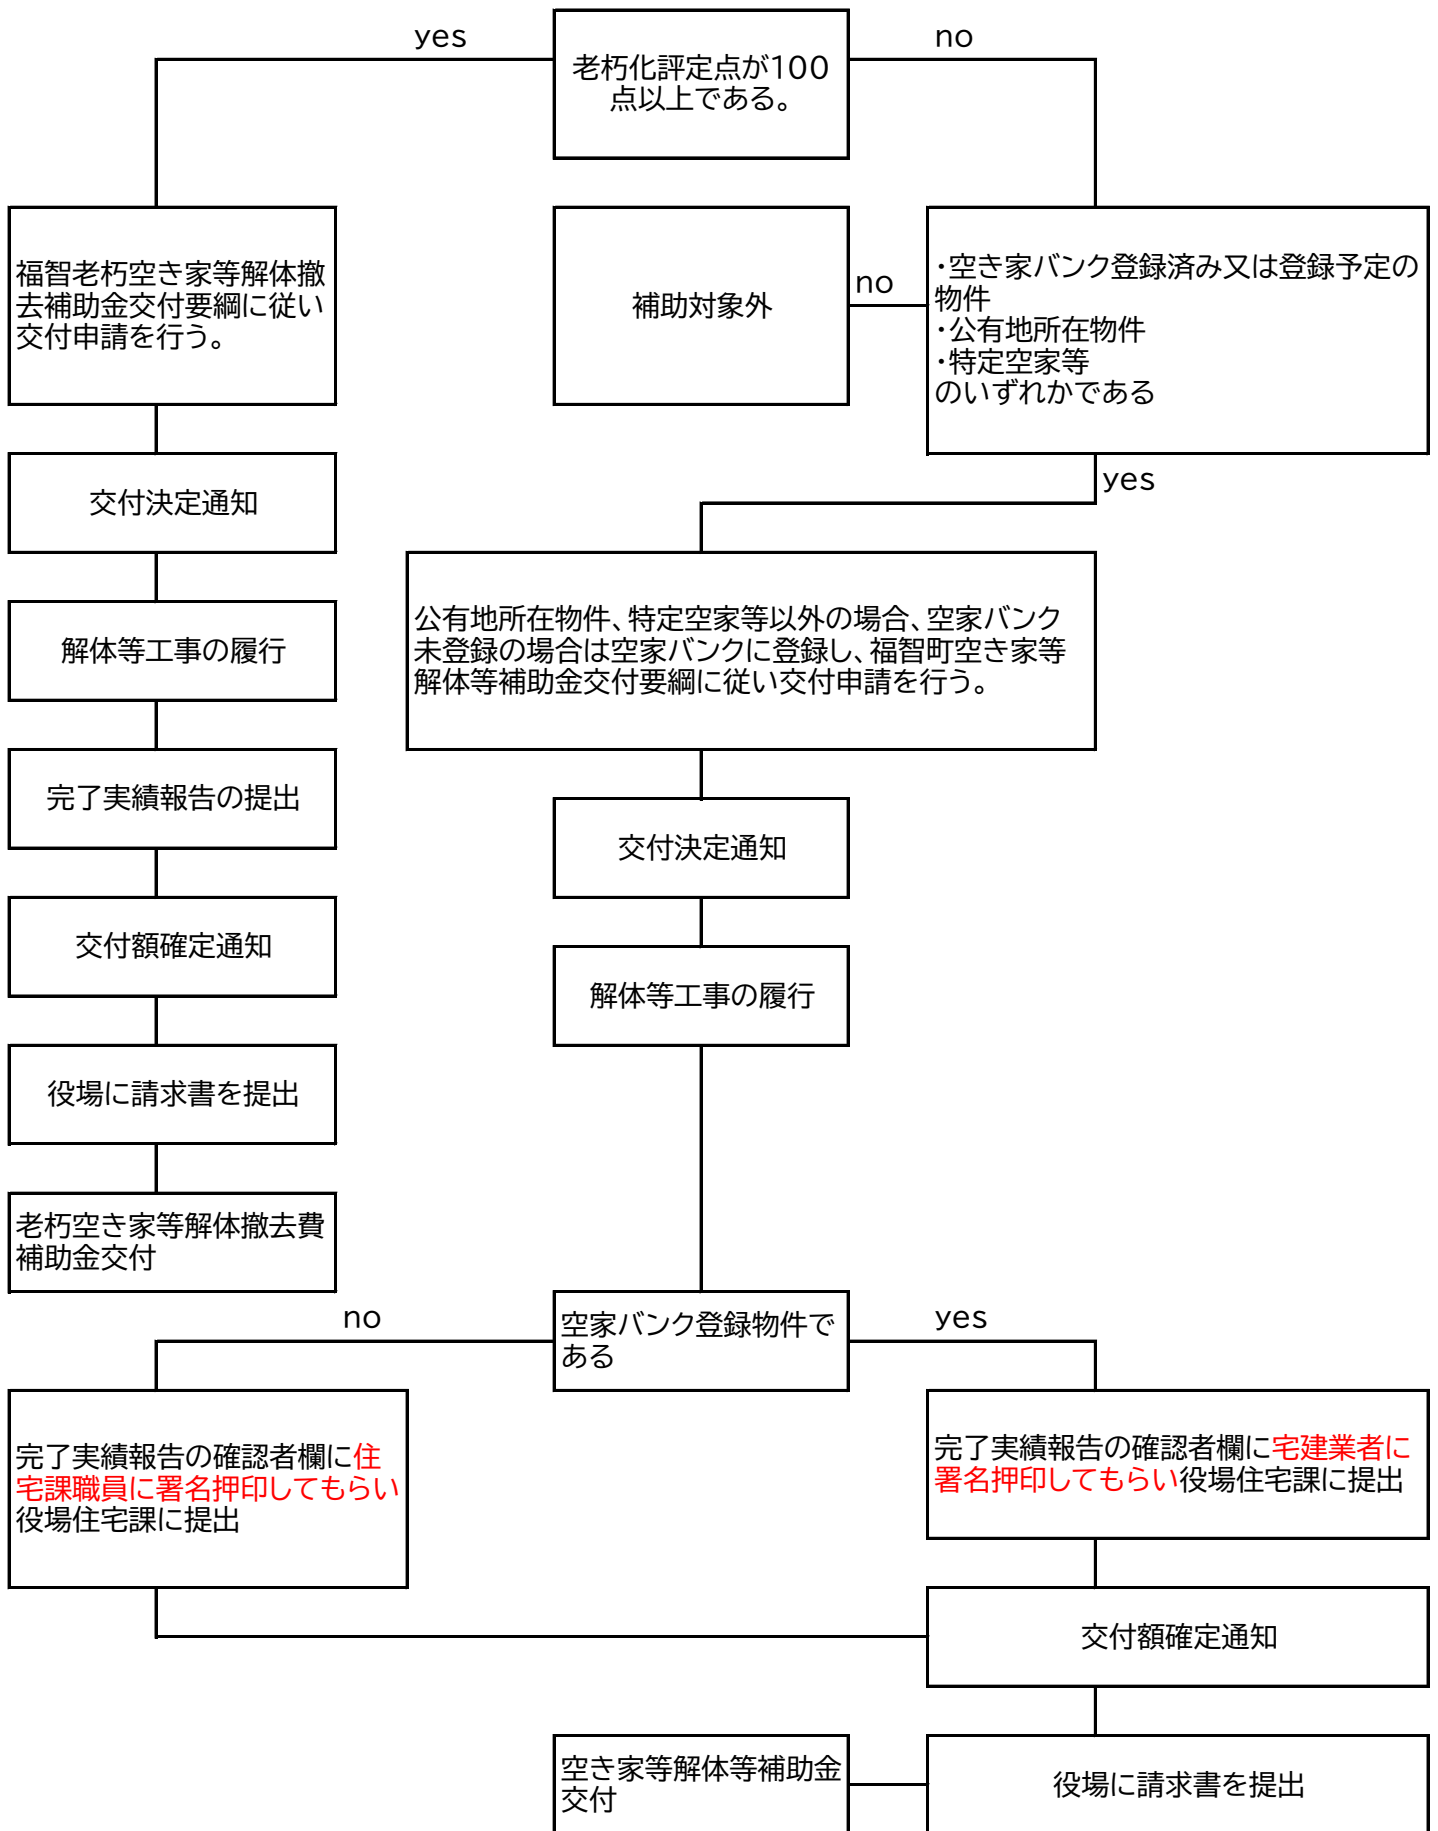 yes
no
老朽化評定点が100
点以上である。
福智老朽空き家等解体撤
去補助金交付要綱に従い
交付申請を行う。
補助対象外
no
・空き家バンク登録済み又は登録予定の
物件
・公有地所在物件
・特定空家等
のいずれかである
yes
交付決定通知
解体等工事の履行
公有地所在物件、特定空家等以外の場合、空家バンク
未登録の場合は空家バンクに登録し、福智町空き家等
解体等補助金交付要綱に従い交付申請を行う。
完了実績報告の提出
交付決定通知
交付額確定通知
解体等工事の履行
役場に請求書を提出
老朽空き家等解体撤去費
補助金交付
no
空家バンク登録物件で
ある
yes
完了実績報告の確認者欄に住
宅課職員に署名押印してもらい
役場住宅課に提出
完了実績報告の確認者欄に宅建業者に
署名押印してもらい役場住宅課に提出
交付額確定通知
空き家等解体等補助金
交付
役場に請求書を提出